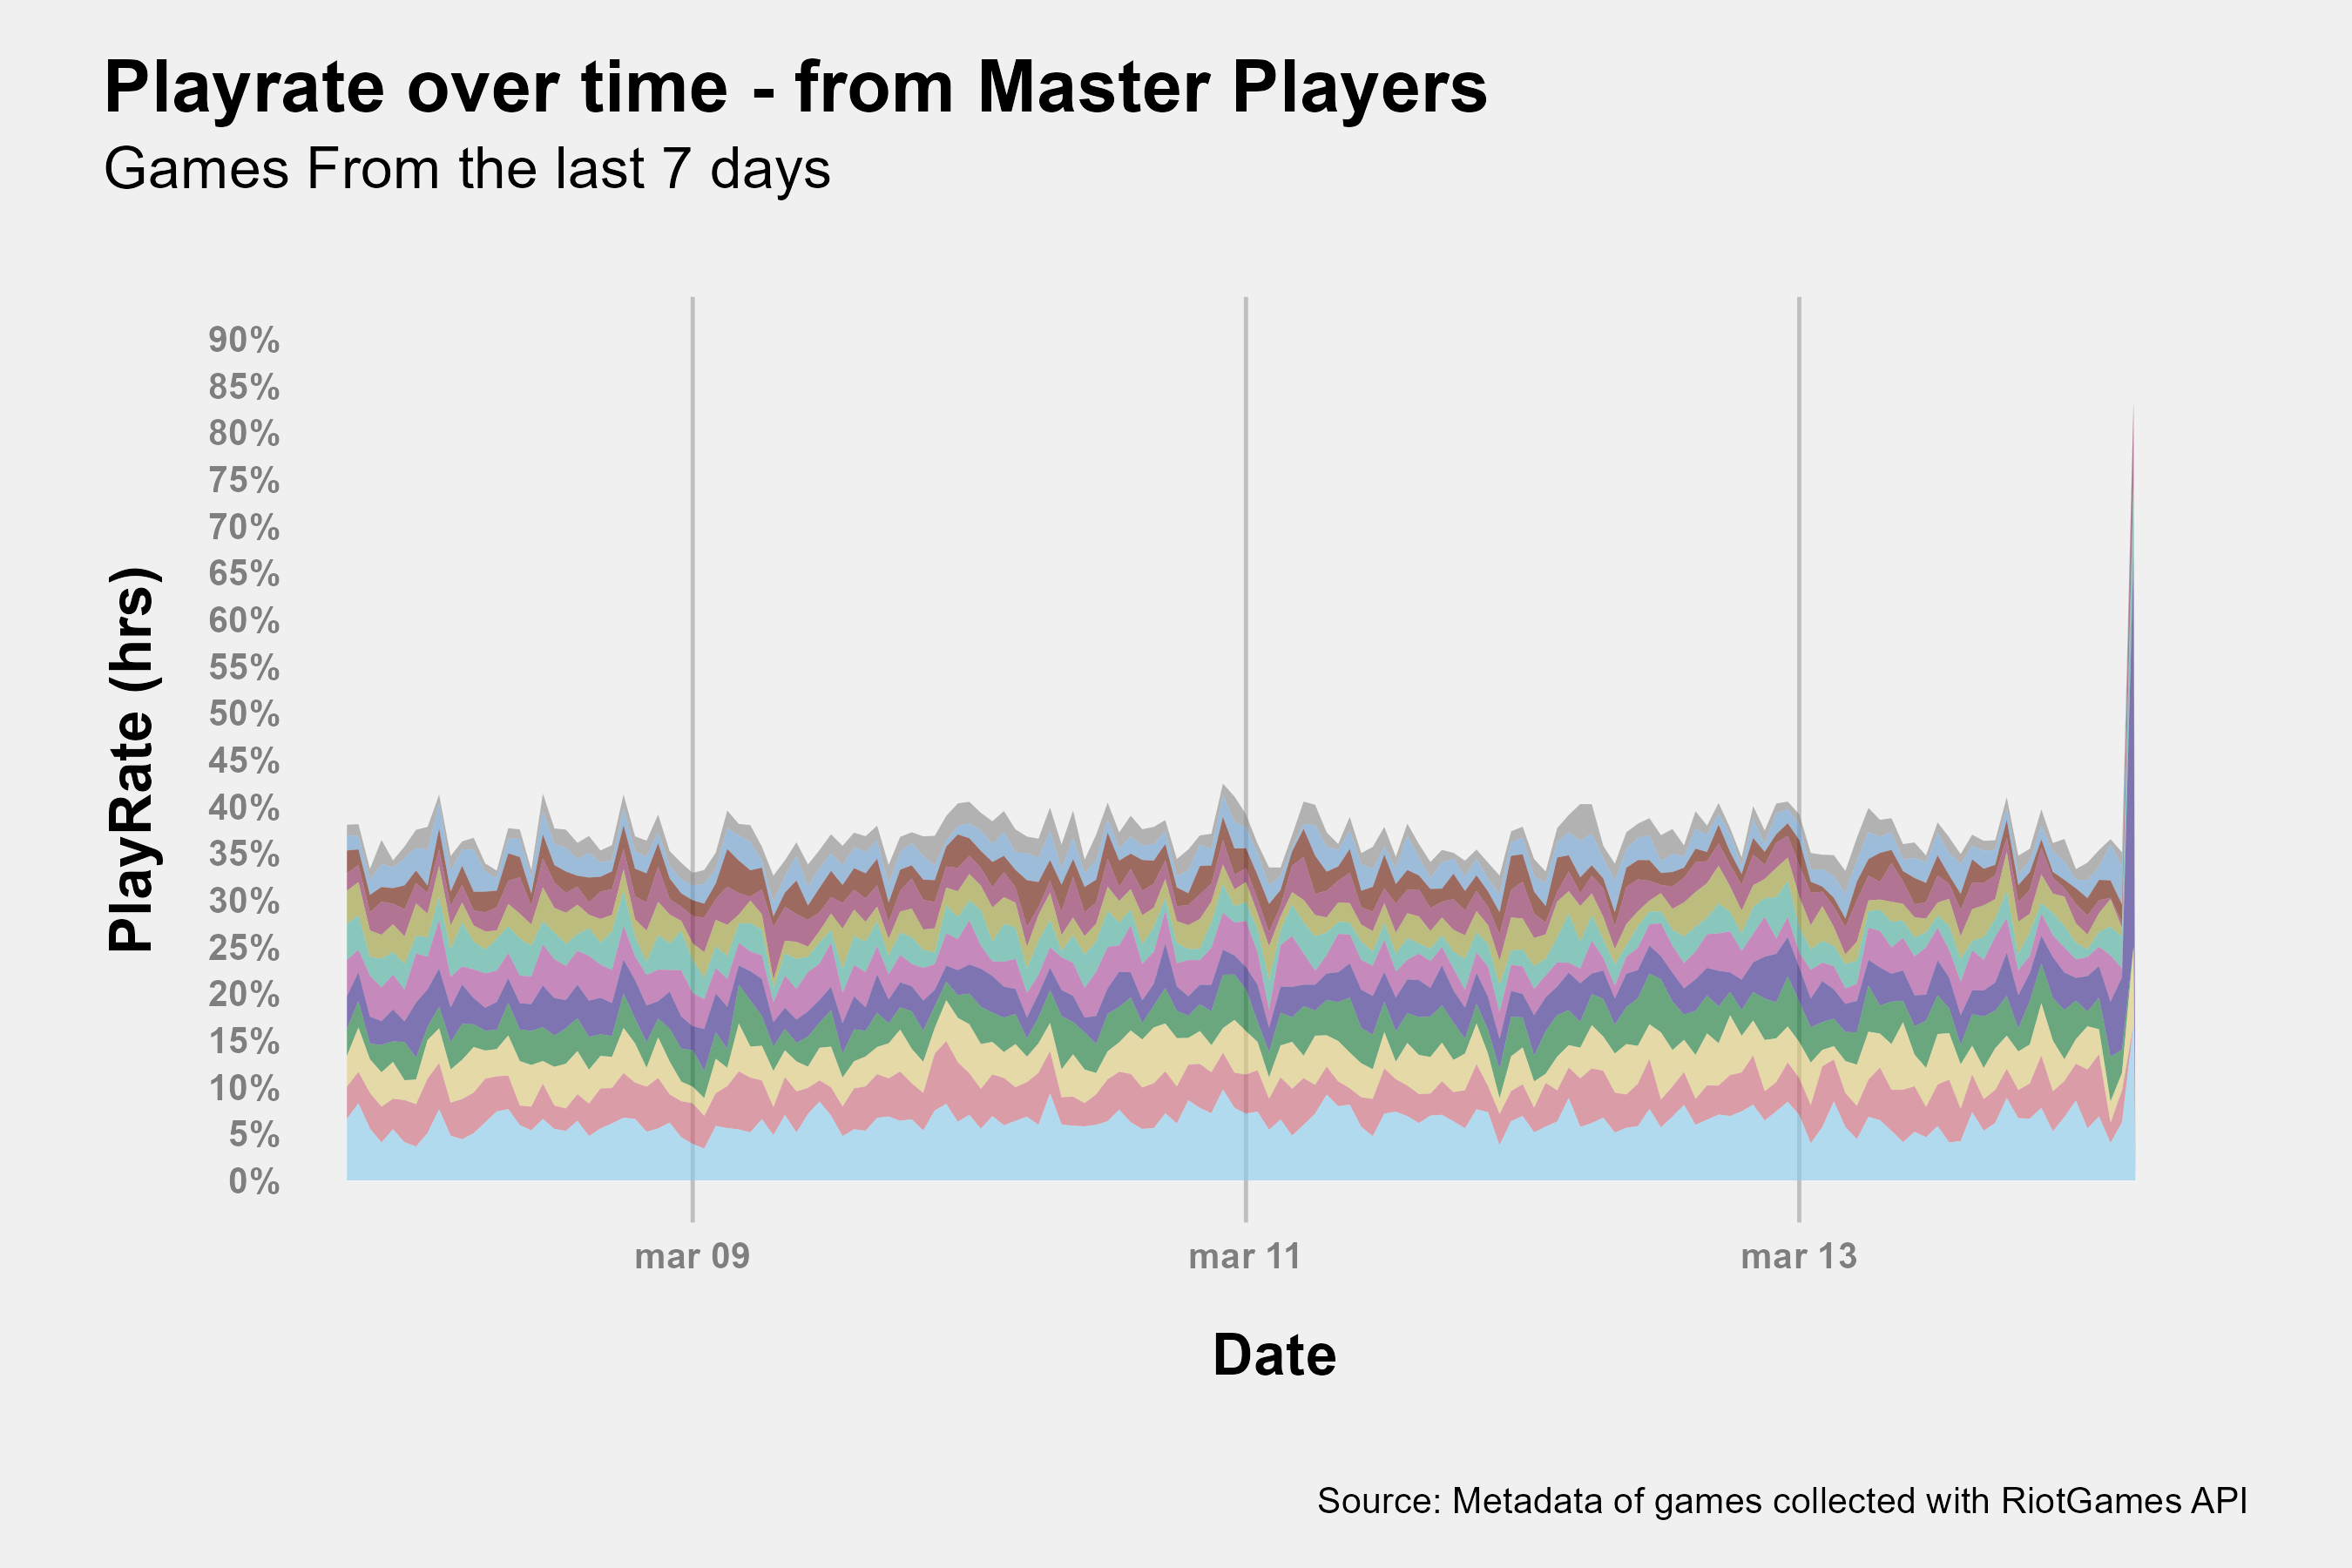 Playrate over time - from Master Players
Games From the last 7 days
PlayRate (hrs)
90%
85%
80%
75%
70%
65%
60%
55%
50%
45%
40%
35%
30%
25%
20%
15%
10%
5%
0%
mar 09
mar 11
mar 13
Date
Source: Metadata of games collected with RiotGames API